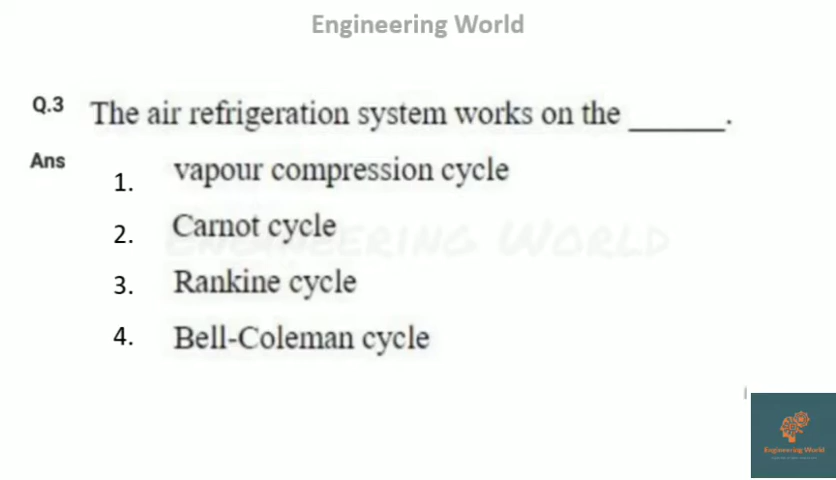 Engineering World
Q.3 The air refrigeration system works on the ______.
Ans
1. vapour compression cycle
2. Carnot cycle
ENGINEERING WORLD
3. Rankine cycle
4. Bell-Coleman cycle
Engineering World